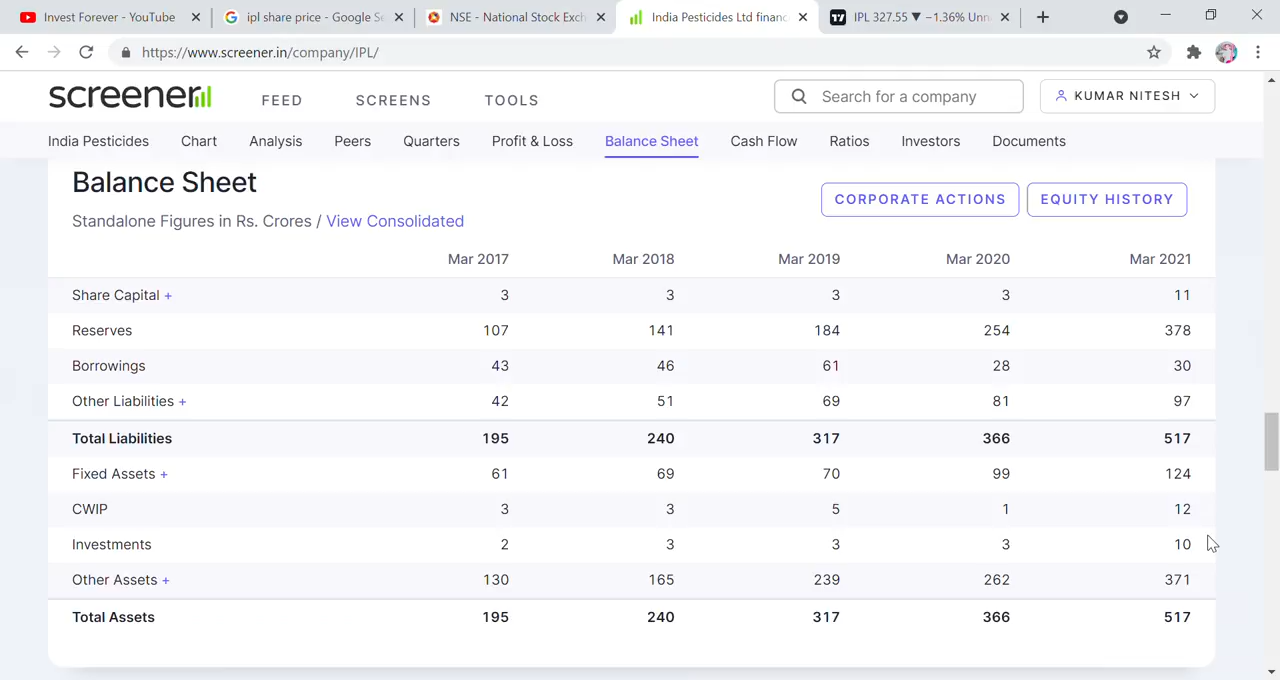 Invest Forever - YouTube ipl share price - Google Se NSE - National Stock Exch India Pesticides Ltd financ IPL 327.55 ▼ −1.36% Unn
https://www.screener.in/company/IPL/
screener FEED SCREENS TOOLS Search for a company KUMAR NITESH
India Pesticides Chart Analysis Peers Quarters Profit & Loss Balance Sheet Cash Flow Ratios Investors Documents
Balance Sheet CORPORATE ACTIONS EQUITY HISTORY
Standalone Figures in Rs. Crores / View Consolidated
Mar 2017 Mar 2018 Mar 2019 Mar 2020 Mar 2021
Share Capital + 3 3 3 3 11
Reserves 107 141 184 254 378
Borrowings 43 46 61 28 30
Other Liabilities + 42 51 69 81 97
Total Liabilities 195 240 317 366 517
Fixed Assets + 61 69 70 99 124
CWIP 3 3 5 1 12
Investments 2 3 3 3 10
Other Assets + 130 165 239 262 371
Total Assets 195 240 317 366 517